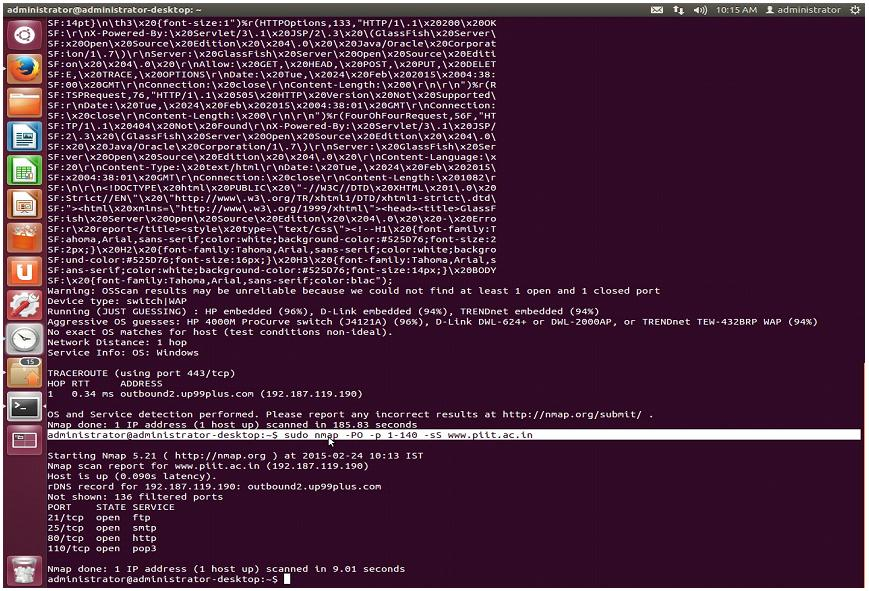 administrator@administrator-desktop: ~
10:15 AM administrator
SF:14pt}\n\th3\x20{font-size:1")%r(HTTPOptions,133,"HTTP/1\.1\x20200\x20OK
SF:\r\nX-Powered-By:\x20Servlet/3\.1\x20JSP/2\.3\x20\(GlassFish\x20Server\
SF:x20Open\x20Source\x20Edition\x20\x204\.0\x20\x20Java/Oracle\x20Corporat
SF:ion/1\.7\)\r\nServer:\x20GlassFish\x20Server\x20Open\x20Source\x20Editi
SF:on\x20\x204\.0\x20\r\nAllow:\x20GET,\x20HEAD,\x20POST,\x20PUT,\x20DELET
SF:E,\x20TRACE,\x20OPTIONS\r\nDate:\x20Tue,\x2024\x20Feb\x202015\x2004:38:
SF:00\x20GMT\r\nConnection:\x20close\r\nContent-Length:\x200\r\n\r\n")%r(R
SF:TSPRequest,76,"HTTP/1\.1\x20505\x20HTTP\x20Version\x20Not\x20Supported\
SF:r\nDate:\x20Tue,\x2024\x20Feb\x202015\x2004:38:01\x20GMT\r\nConnection:
SF:\x20close\r\nContent-Length:\x200\r\n\r\n")%r(FourOhFourRequest,56F,"HT
SF:TP/1\.1\x20404\x20Not\x20Found\r\nX-Powered-By:\x20Servlet/3\.1\x20JSP/
SF:2\.3\x20\(GlassFish\x20Server\x20Open\x20Source\x20Edition\x20\x204\.0\
SF:x20\x20Java/Oracle\x20Corporation/1\.7\)\r\nServer:\x20GlassFish\x20Ser
SF:ver\x20Open\x20Source\x20Edition\x20\x204\.0\x20\r\nContent-Language:\x
SF:20\r\nContent-Type:\x20text/html\r\nDate:\x20Tue,\x2024\x20Feb\x202015\
SF:x2004:38:01\x20GMT\r\nConnection:\x20close\r\nContent-Length:\x201082\r
SF:\n\r\n<!DOCTYPE\x20html\x20PUBLIC\x20\"-//W3C//DTD\x20XHTML\x201\.0\x20
SF:Strict//EN\"\x20\"http://www\.w3\.org/TR/xhtml1/DTD/xhtml1-strict\.dtd\
SF:"><html\x20xmlns=\"http://www\.w3\.org/1999/xhtml\"><head><title>GlassF
SF:ish\x20Server\x20Open\x20Source\x20Edition\x20\x204\.0\x20\x20-\x20Erro
SF:r\x20report</title><style\x20type=\"text/css\"><!--H1\x20{font-family:T
SF:ahoma,Arial,sans-serif;color:white;background-color:#525D76;font-size:2
SF:2px;}\x20H2\x20{font-family:Tahoma,Arial,sans-serif;color:white;backgro
SF:und-color:#525D76;font-size:16px;}\x20H3\x20{font-family:Tahoma,Arial,s
SF:ans-serif;color:white;background-color:#525D76;font-size:14px;}\x20BODY
SF:\x20{font-family:Tahoma,Arial,sans-serif;color:blac");
Warning: OSScan results may be unreliable because we could not find at least 1 open and 1 closed port
Device type: switch|WAP
Running (JUST GUESSING) : HP embedded (96%), D-Link embedded (94%), TRENDnet embedded (94%)
Aggressive OS guesses: HP 4000M ProCurve switch (J4121A) (96%), D-Link DWL-624+ or DWL-2000AP, or TRENDnet TEW-432BRP WAP (94%)
No exact OS matches for host (test conditions non-ideal).
Network Distance: 1 hop
Service Info: OS: Windows
TRACEROUTE (using port 443/tcp)
HOP RTT ADDRESS
1 0.34 ms outbound2.up99plus.com (192.187.119.190)
OS and Service detection performed. Please report any incorrect results at http://nmap.org/submit/ .
Nmap done: 1 IP address (1 host up) scanned in 185.83 seconds
administrator@administrator-desktop:~$ sudo nmap -PO -p 1-140 -sS www.piit.ac.in
Starting Nmap 5.21 ( http://nmap.org ) at 2015-02-24 10:13 IST
Nmap scan report for www.piit.ac.in (192.187.119.190)
Host is up (0.090s latency).
rDNS record for 192.187.119.190: outbound2.up99plus.com
Not shown: 136 filtered ports
PORT STATE SERVICE
21/tcp open ftp
25/tcp open smtp
80/tcp open http
110/tcp open pop3
Nmap done: 1 IP address (1 host up) scanned in 9.01 seconds
administrator@administrator-desktop:~$
15